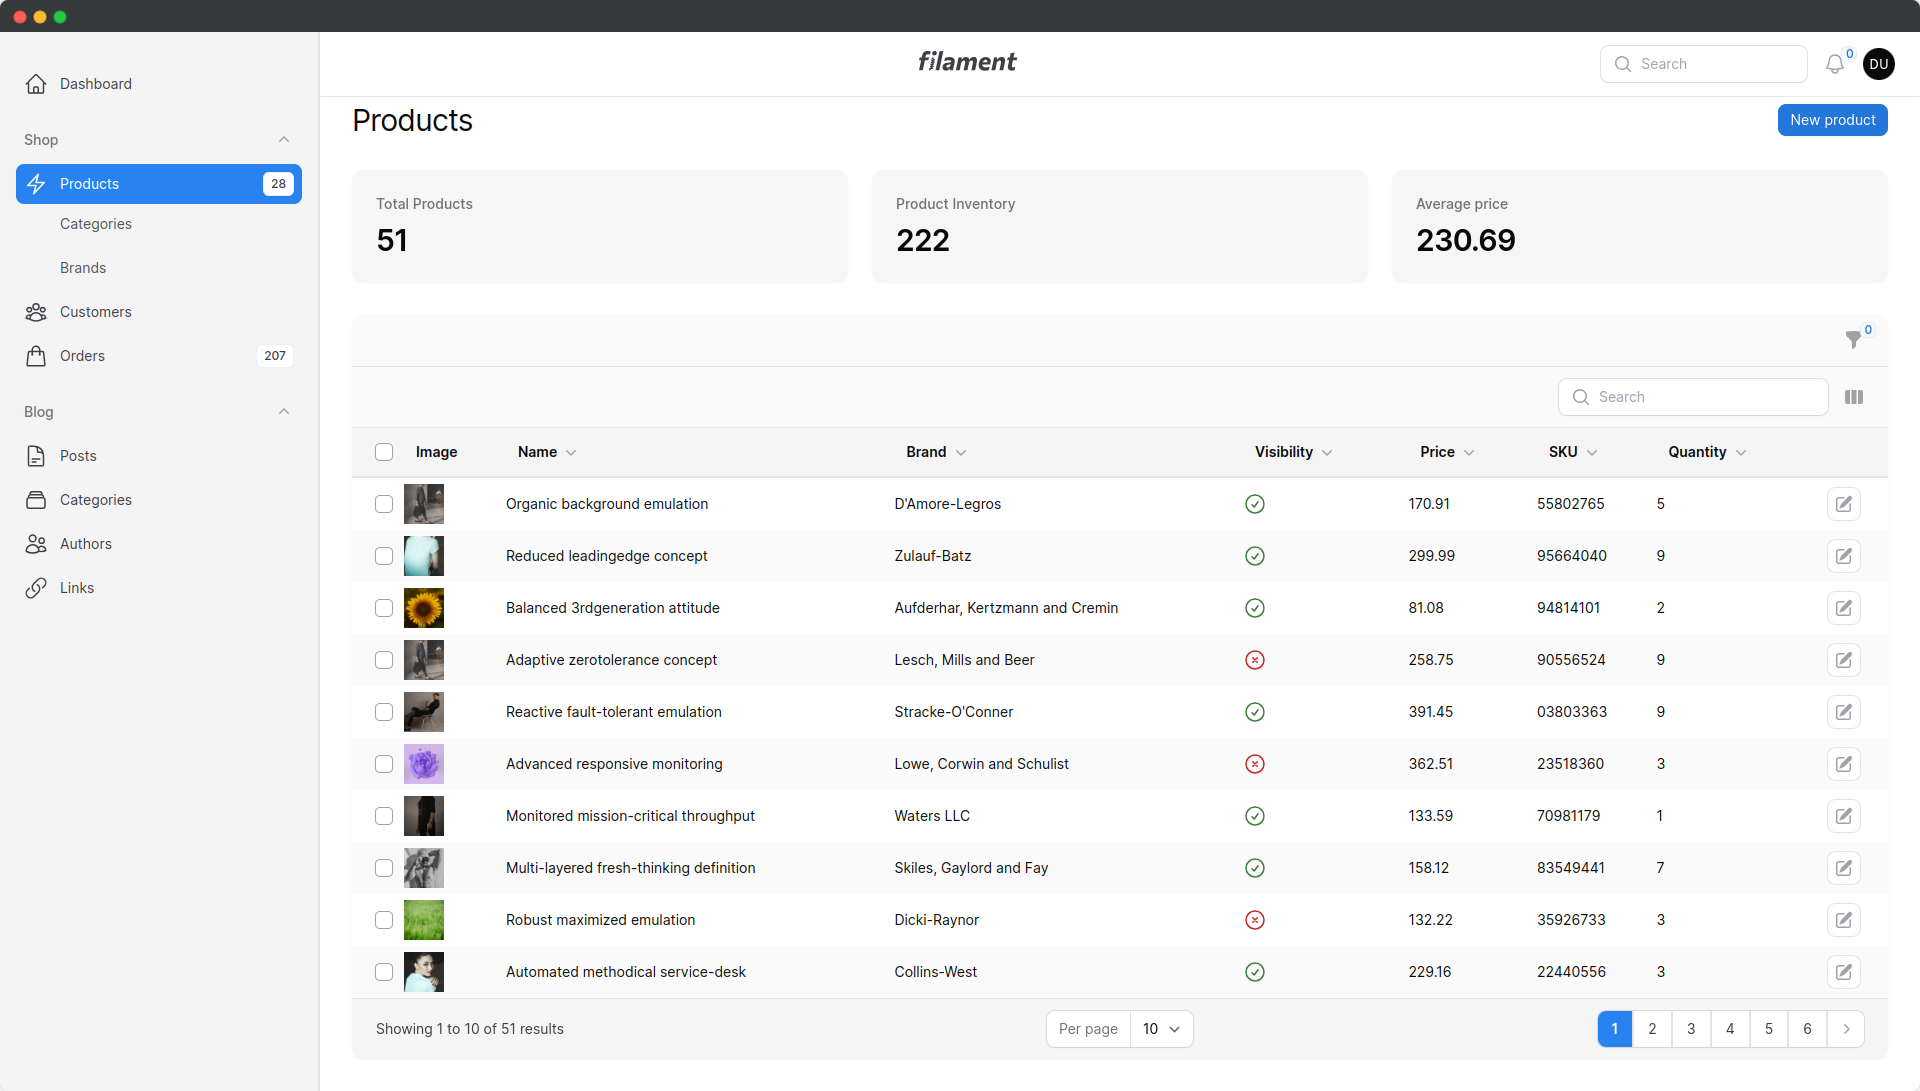 filament
Search
0
DU
Dashboard
Shop
Products 28
Categories
Brands
Customers
Orders 207
Blog
Posts
Categories
Authors
Links
Products
New product
Total Products
51
Product Inventory
222
Average price
230.69
0
Search
Image Name Brand Visibility Price SKU Quantity
Organic background emulation D'Amore-Legros 170.91 55802765 5
Reduced leadingedge concept Zulauf-Batz 299.99 95664040 9
Balanced 3rdgeneration attitude Aufderhar, Kertzmann and Cremin 81.08 94814101 2
Adaptive zerotolerance concept Lesch, Mills and Beer 258.75 90556524 9
Reactive fault-tolerant emulation Stracke-O'Conner 391.45 03803363 9
Advanced responsive monitoring Lowe, Corwin and Schulist 362.51 23518360 3
Monitored mission-critical throughput Waters LLC 133.59 70981179 1
Multi-layered fresh-thinking definition Skiles, Gaylord and Fay 158.12 83549441 7
Robust maximized emulation Dicki-Raynor 132.22 35926733 3
Automated methodical service-desk Collins-West 229.16 22440556 3
Showing 1 to 10 of 51 results
Per page 10
1 2 3 4 5 6